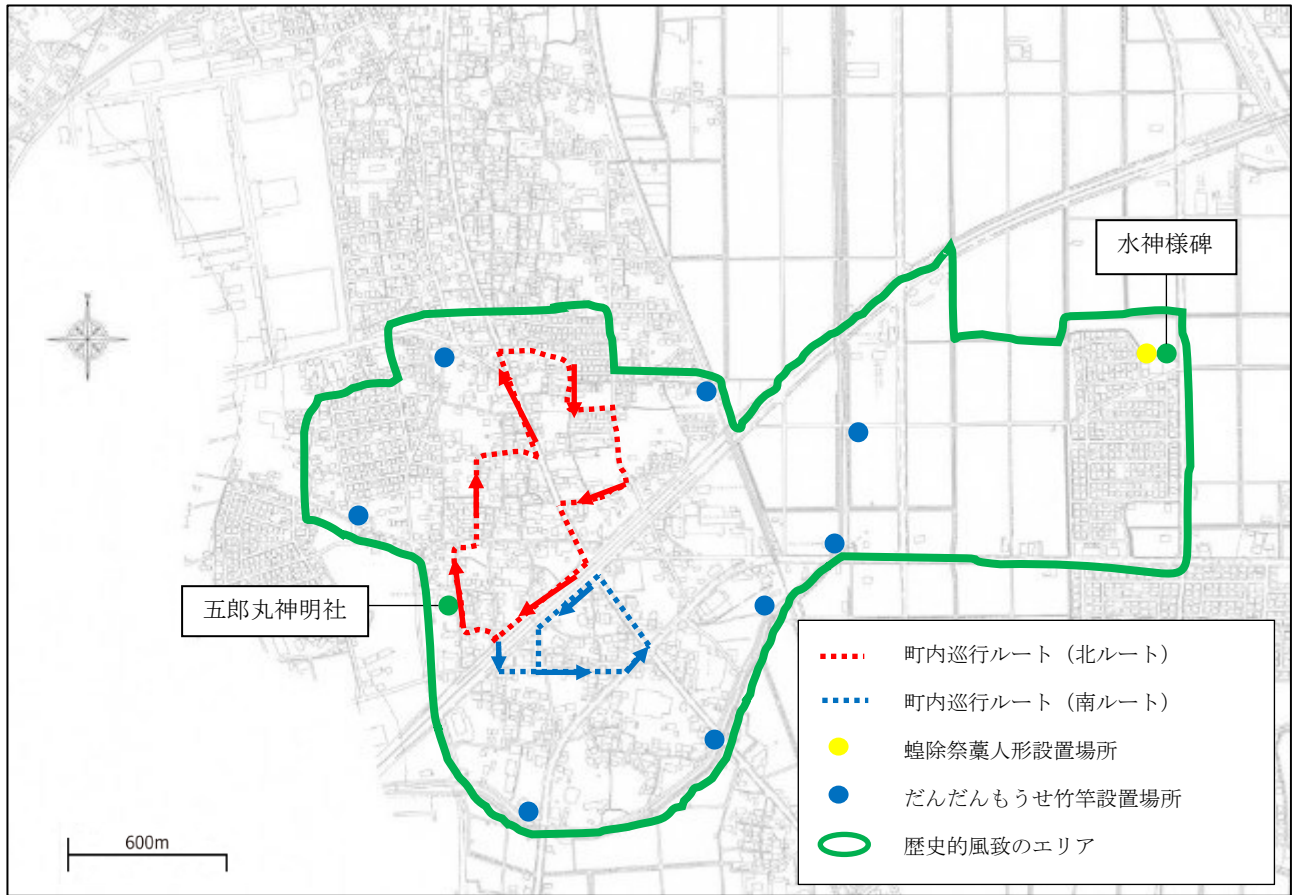 水神様碑
五郎丸神明社
町内巡行ルート（北ルート）
町内巡行ルート（南ルート）
蝗除祭藁人形設置場所
だんだんもうせ竹竿設置場所
歴史的風致のエリア
600m